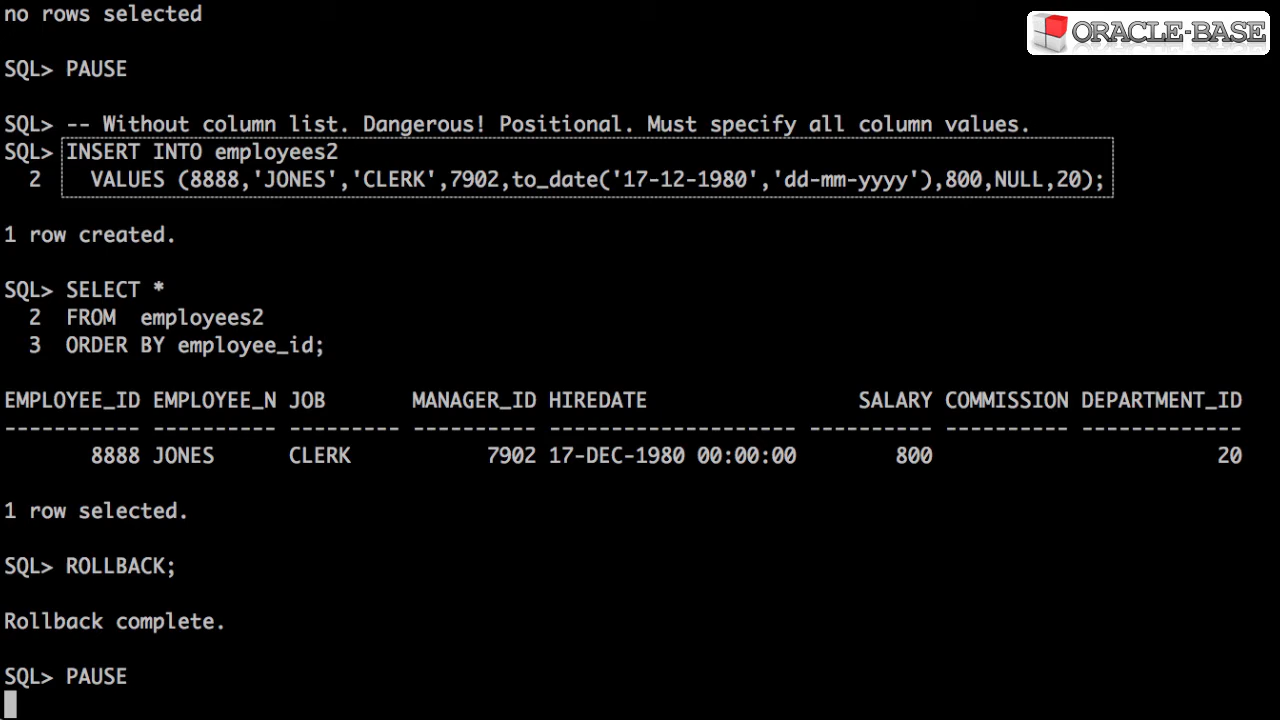 no rows selected
ORACLE-BASE
SQL> PAUSE
SQL> -- Without column list. Dangerous! Positional. Must specify all column values.
SQL> INSERT INTO employees2
2 VALUES (8888,'JONES','CLERK',7902,to_date('17-12-1980','dd-mm-yyyy'),800,NULL,20);
1 row created.
SQL> SELECT *
2 FROM employees2
3 ORDER BY employee_id;
EMPLOYEE_ID EMPLOYEE_N JOB MANAGER_ID HIREDATE SALARY COMMISSION DEPARTMENT_ID
----------- ---------- --------- ---------- -------------------- ---------- ---------- -------------
8888 JONES CLERK 7902 17-DEC-1980 00:00:00 800 20
1 row selected.
SQL> ROLLBACK;
Rollback complete.
SQL> PAUSE